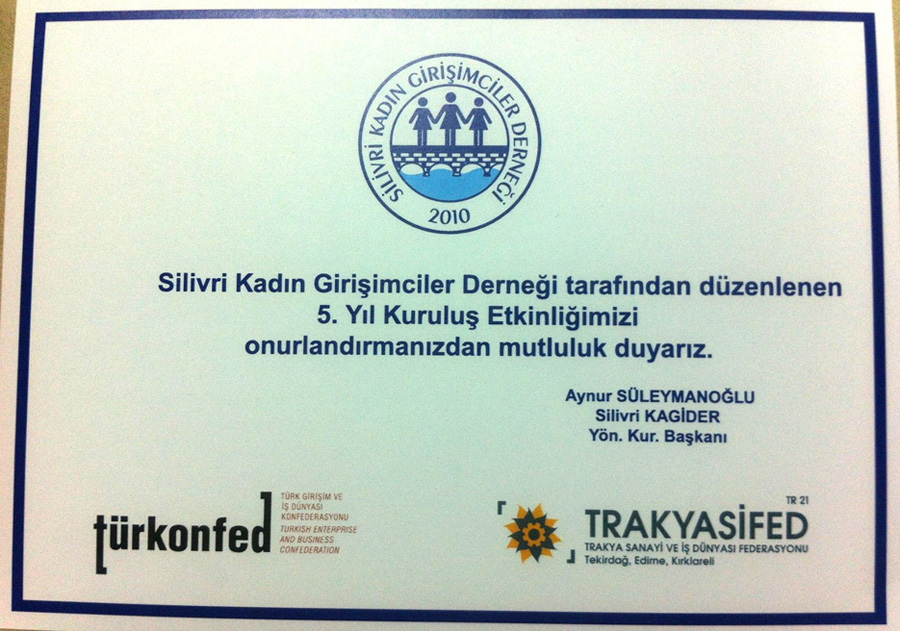 SİLİVRİ KADIN GİRİŞİMCİLER DERNEĞİ
2010
Silivri Kadın Girişimciler Derneği tarafından düzenlenen
5. Yıl Kuruluş Etkinliğimizi
onurlandırmanızdan mutluluk duyarız.
Aynur SÜLEYMANOĞLU
Silivri KAGİDER
Yön. Kur. Başkanı
türkonfed
TÜRK GİRİŞİM VE
İŞ DÜNYASI
KONFEDERASYONU
TURKISH ENTERPRISE
AND BUSINESS
CONFEDERATION
TR 21
TRAKYASİFED
TRAKYA SANAYİ VE İŞ DÜNYASI FEDERASYONU
Tekirdağ, Edirne, Kırklareli